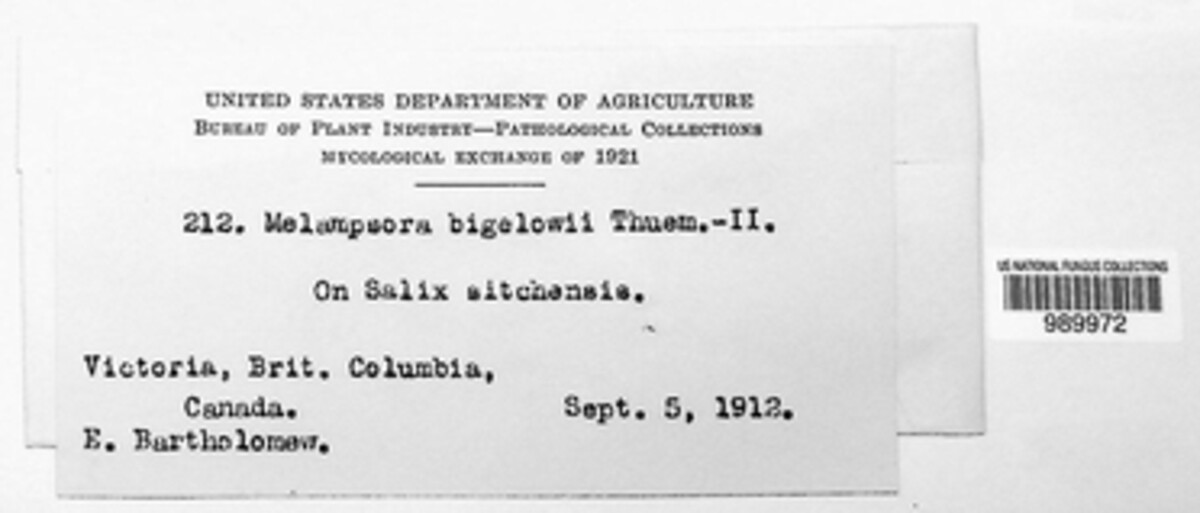 UNITED STATES DEPARTMENT OF AGRICULTURE
BUREAU OF PLANT INDUSTRY—PATHOLOGICAL COLLECTIONS
MYCOLOGICAL EXCHANGE OF 1921
212. Melampsora bigelowii Thuem.-II.
On Salix sitchensis.
Victoria, Brit. Columbia,
Canada. Sept. 5, 1912.
E. Bartholomew.
US NATIONAL FUNGUS COLLECTIONS
989972